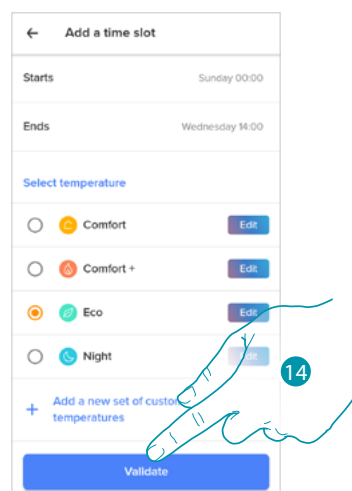 ← Add a time slot
Starts Sunday 00:00
Ends Wednesday 14:00
Select temperature
Comfort Edit
Comfort + Edit
Eco Edit
Night Edit
14
+ Add a new set of custom
temperatures
Validate